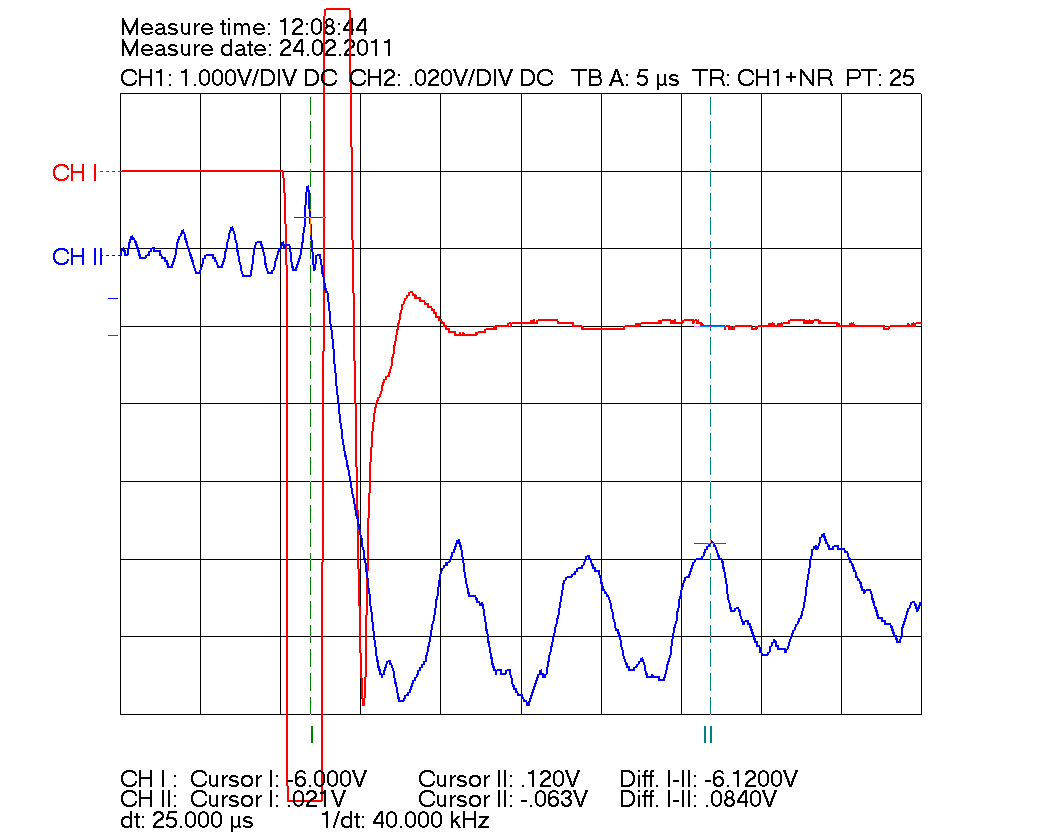 Measure time: 12:08:44
Measure date: 24.02.2011
CH1: 1.000V/DIV DC CH2: .020V/DIV DC TB A: 5 µs TR: CH1+NR PT: 25
CH I
CH II
I
II
CH I : Cursor I: -6.000V Cursor II: .120V Diff. I-II: -6.1200V
CH II: Cursor I: .021V Cursor II: -.063V Diff. I-II: .0840V
dt: 25.000 µs 1/dt: 40.000 kHz